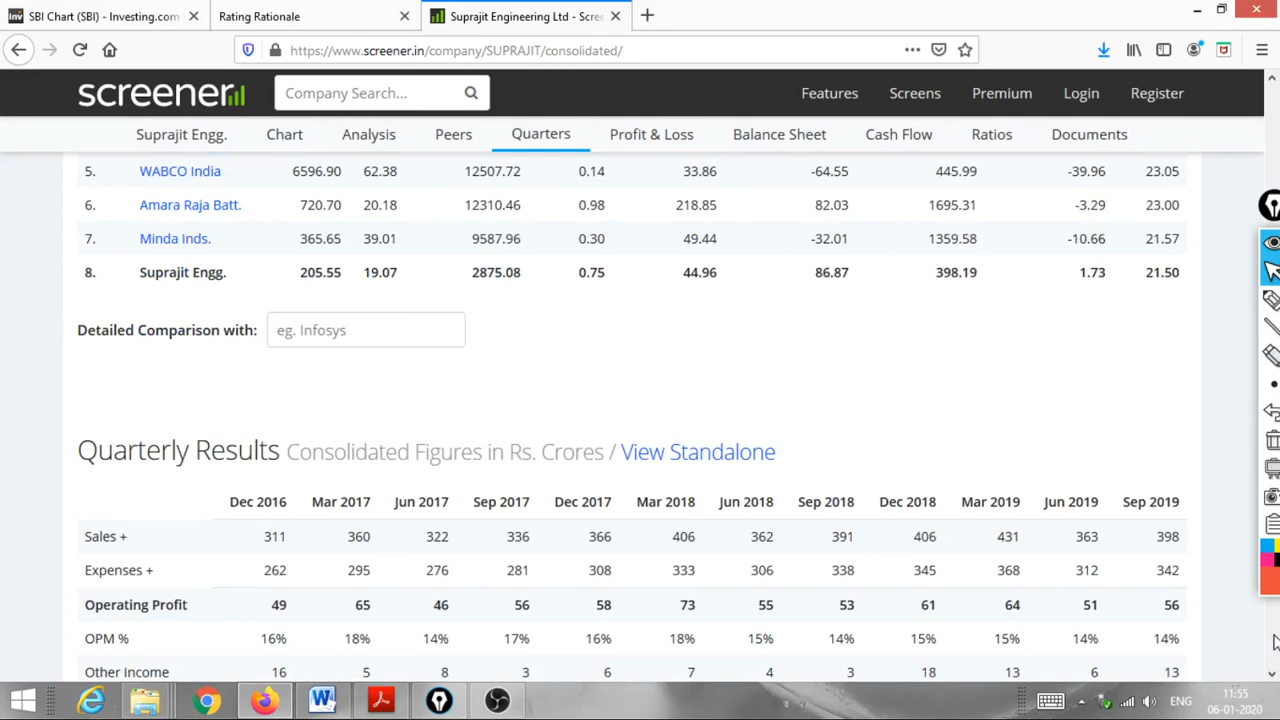 SBI Chart (SBI) - Investing.com
Rating Rationale
Suprajit Engineering Ltd - Scre
https://www.screener.in/company/SUPRAJIT/consolidated/
screener
Company Search...
Features Screens Premium Login Register
Suprajit Engg. Chart Analysis Peers Quarters Profit & Loss Balance Sheet Cash Flow Ratios Documents
5. WABCO India 6596.90 62.38 12507.72 0.14 33.86 -64.55 445.99 -39.96 23.05
6. Amara Raja Batt. 720.70 20.18 12310.46 0.98 218.85 82.03 1695.31 -3.29 23.00
7. Minda Inds. 365.65 39.01 9587.96 0.30 49.44 -32.01 1359.58 -10.66 21.57
8. Suprajit Engg. 205.55 19.07 2875.08 0.75 44.96 86.87 398.19 1.73 21.50
Detailed Comparison with: eg. Infosys
Quarterly Results Consolidated Figures in Rs. Crores / View Standalone
Dec 2016 Mar 2017 Jun 2017 Sep 2017 Dec 2017 Mar 2018 Jun 2018 Sep 2018 Dec 2018 Mar 2019 Jun 2019 Sep 2019
Sales + 311 360 322 336 366 406 362 391 406 431 363 398
Expenses + 262 295 276 281 308 333 306 338 345 368 312 342
Operating Profit 49 65 46 56 58 73 55 53 61 64 51 56
OPM % 16% 18% 14% 17% 16% 18% 15% 14% 15% 15% 14% 14%
Other Income 16 5 8 3 6 7 4 3 18 13 6 13
ENG
11:55
06-01-2020